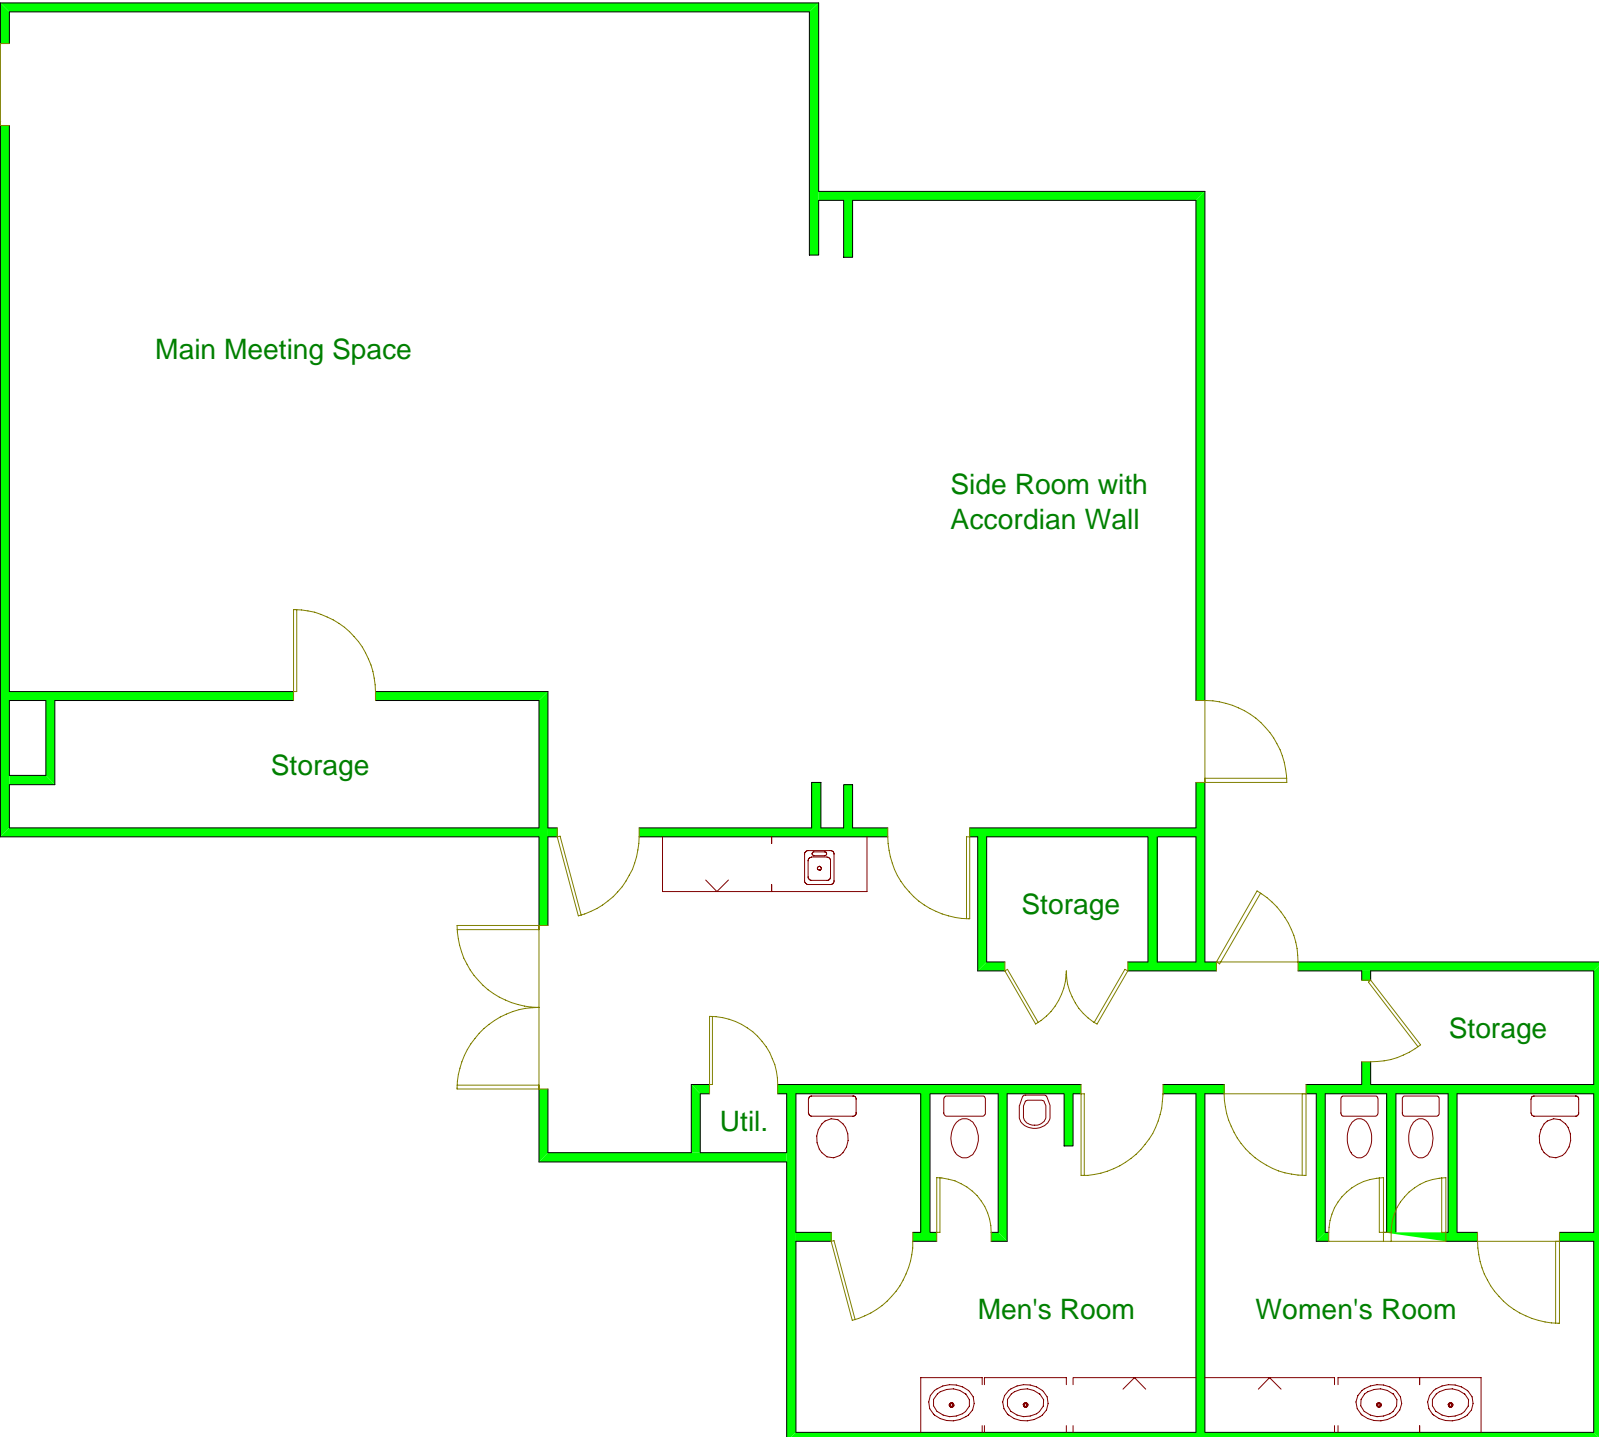 Main Meeting Space
Side Room with
Accordian Wall
Storage
Storage
Storage
Util.
Men's Room
Women's Room